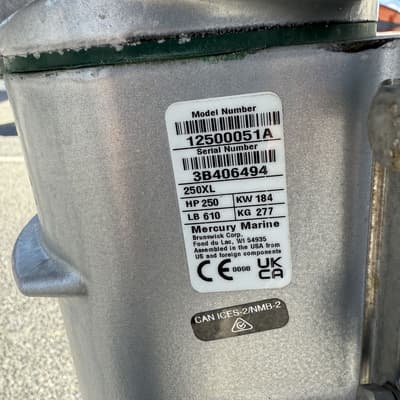 Model Number
12500051A
Serial Number
3B406494
250XL
HP 250 KW 184
LB 610 KG 277
Mercury Marine
Brunswick Corp.
Fond du Lac, WI 54935
Assembled in the USA from
US and foreign components
CE 0098 UK CA
CAN ICES-2/NMB-2